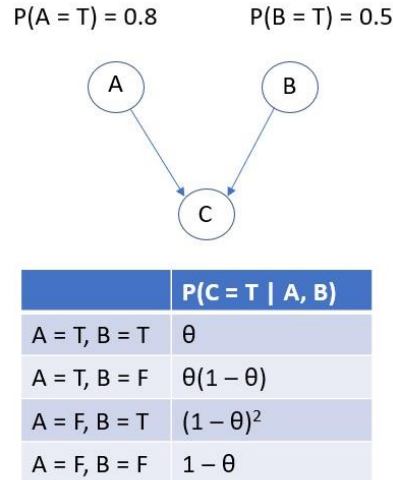 P(A = T) = 0.8 P(B = T) = 0.5
A B
C
P(C = T | A, B)
A = T, B = T θ
A = T, B = F θ(1 – θ)
A = F, B = T (1 – θ)²
A = F, B = F 1 – θ